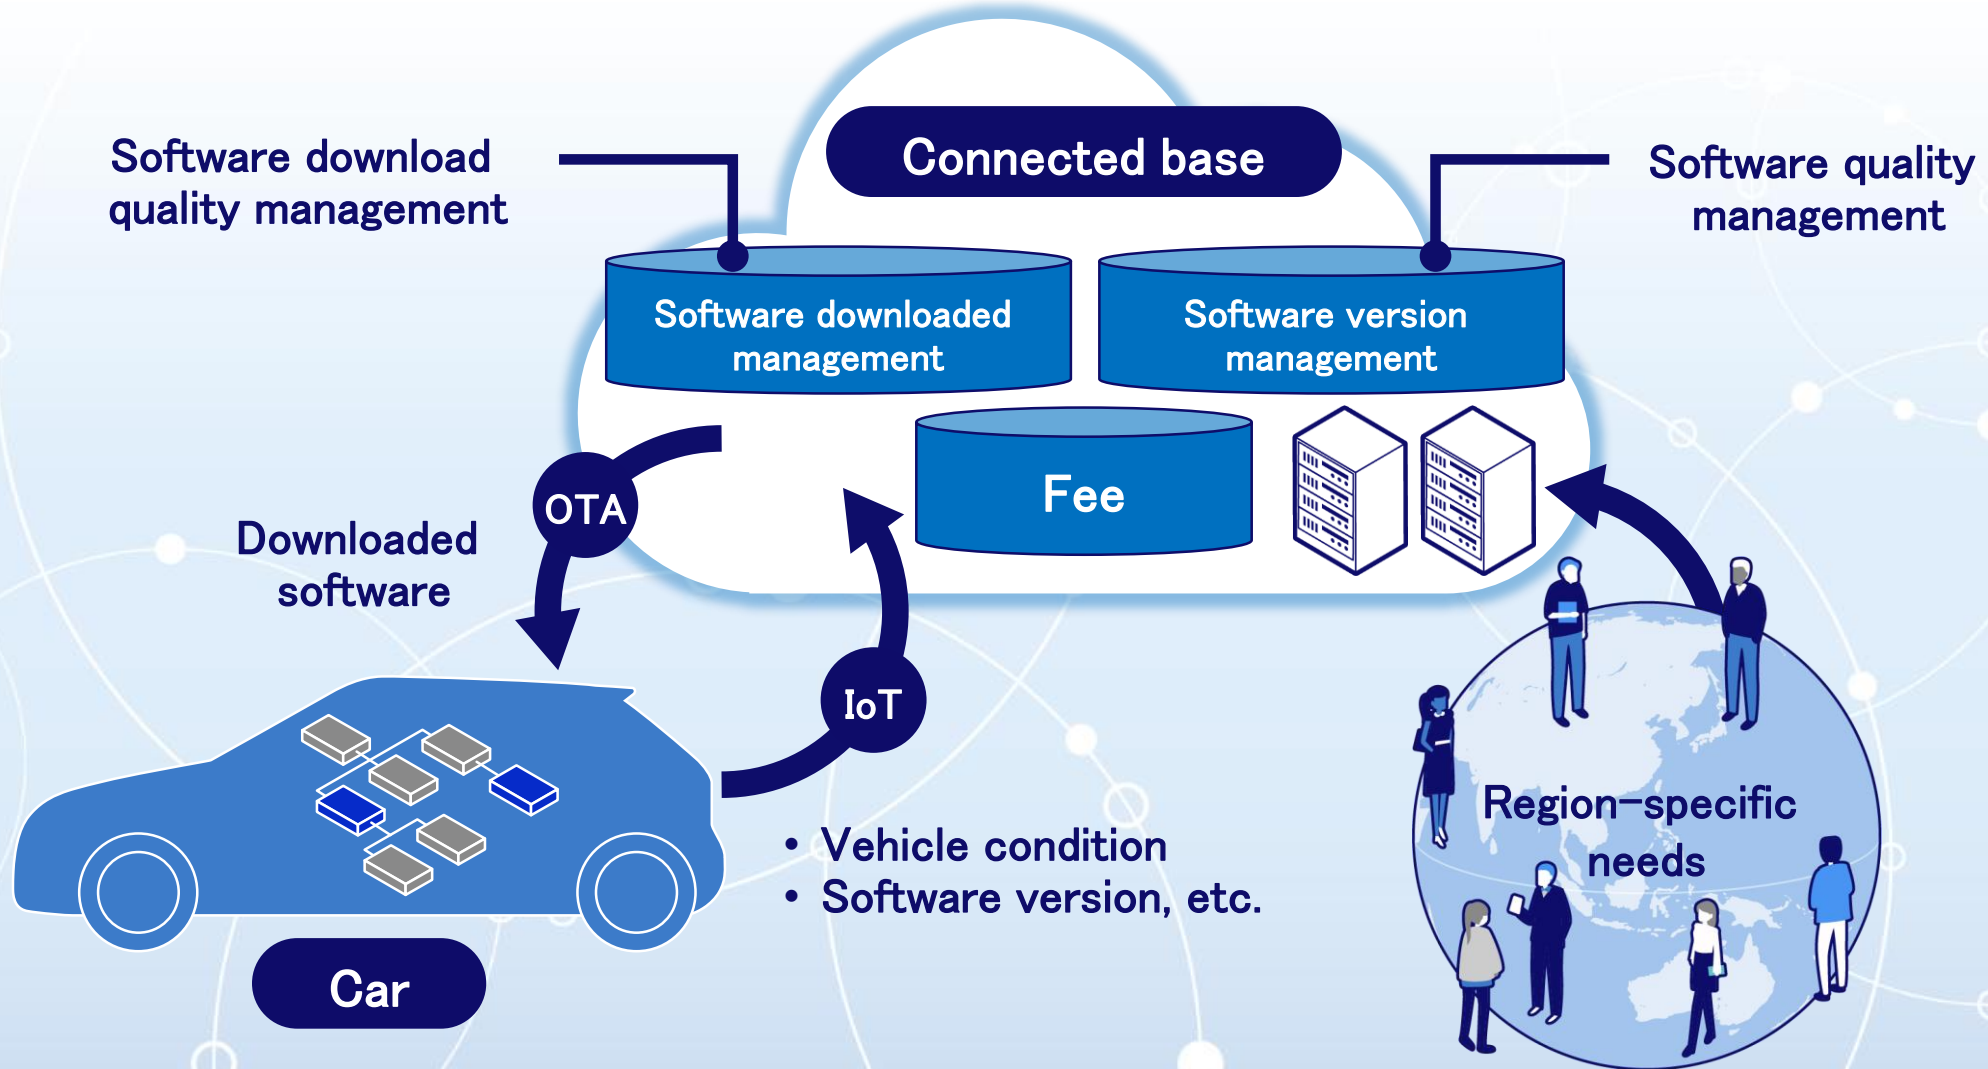 Connected base
Software download
quality management
Software quality
management
Software downloaded
management
Software version
management
Fee
OTA
Downloaded
software
IoT
• Vehicle condition
• Software version, etc.
Car
Region-specific
needs